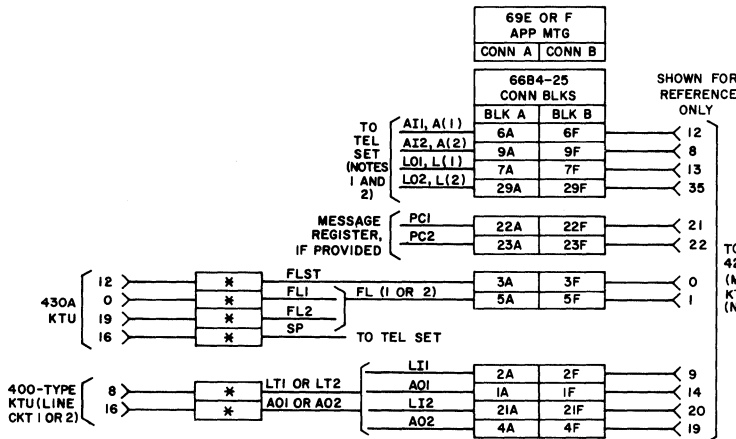 69E OR F
APP MTG
CONN A CONN B
66B4-25
CONN BLKS
BLK A BLK B
SHOWN FOR
REFERENCE
ONLY
TO
TEL
SET
(NOTES
1 AND
2)
AI1, A(1) 6A 6F 12
AI2, A(2) 9A 9F 8
LO1, L(1) 7A 7F 13
LO2, L(2) 29A 29F 35
MESSAGE
REGISTER,
IF PROVIDED
PC1 22A 22F 21
PC2 23A 23F 22
430A
KTU
12 * FLST 3A 3F 0
0 * FL1 FL (1 OR 2) 5A 5F 1
19 * FL2
16 * SP TO TEL SET
400-TYPE
KTU(LINE
CKT 1 OR 2)
8 * LT1 OR LT2
16 * AO1 OR AO2
LI1 2A 2F 9
AO1 1A 1F 14
LI2 21A 21F 20
AO2 4A 4F 19
TO
42
(M
KT
(N